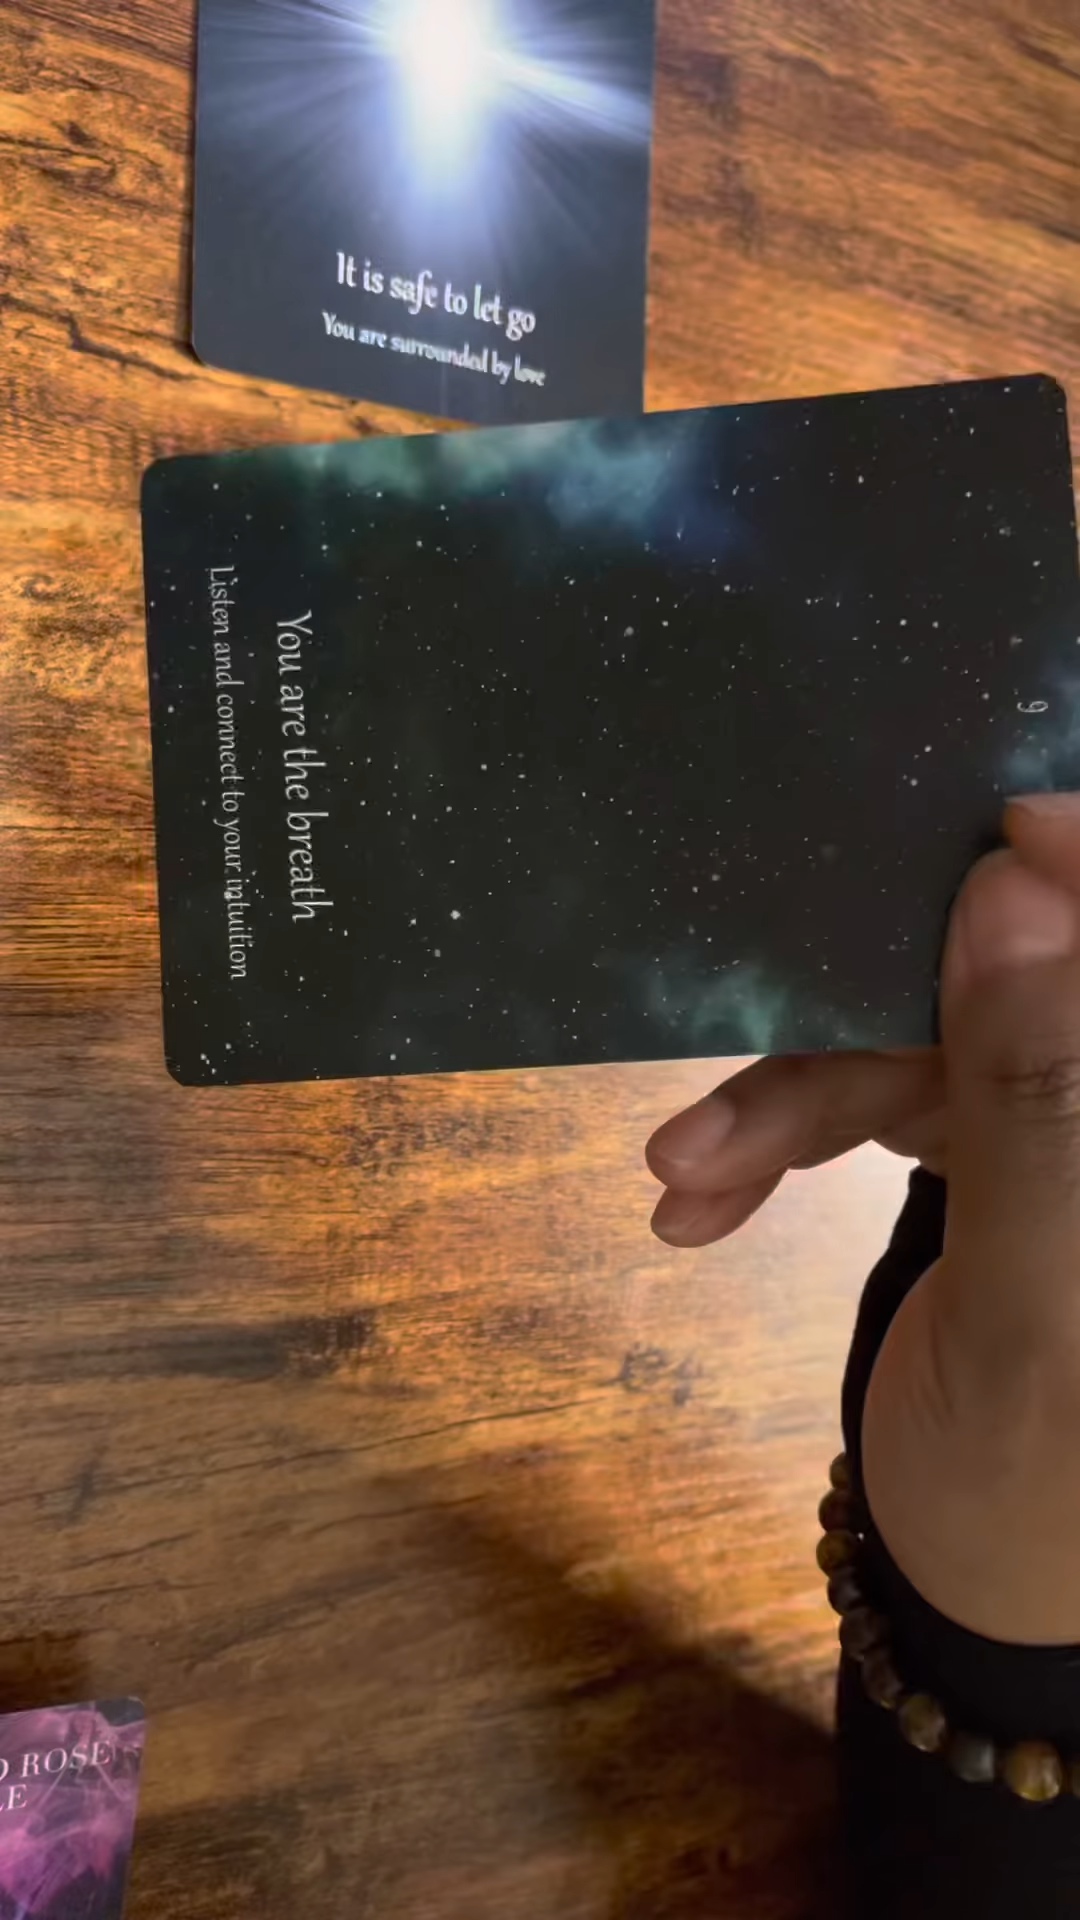 It is safe to let go
You are surrounded by love
9
You are the breath
Listen and connect to your intuition
ROSE